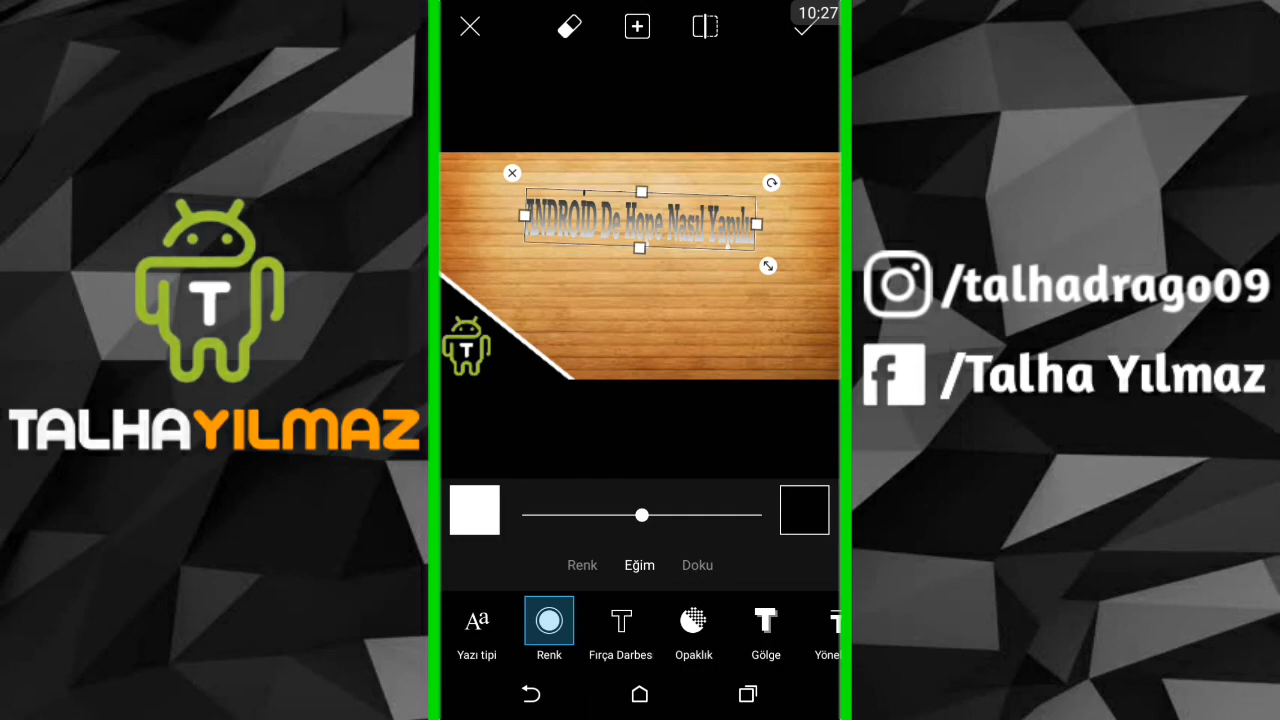 10:27
ANDROID De Hope Nasıl Yapılır
T
T
TALHAYILMAZ
/talhadrago09
/Talha Yılmaz
Renk Eğim Doku
Yazı tipi Renk Fırça Darbes Opaklık Gölge Yönel